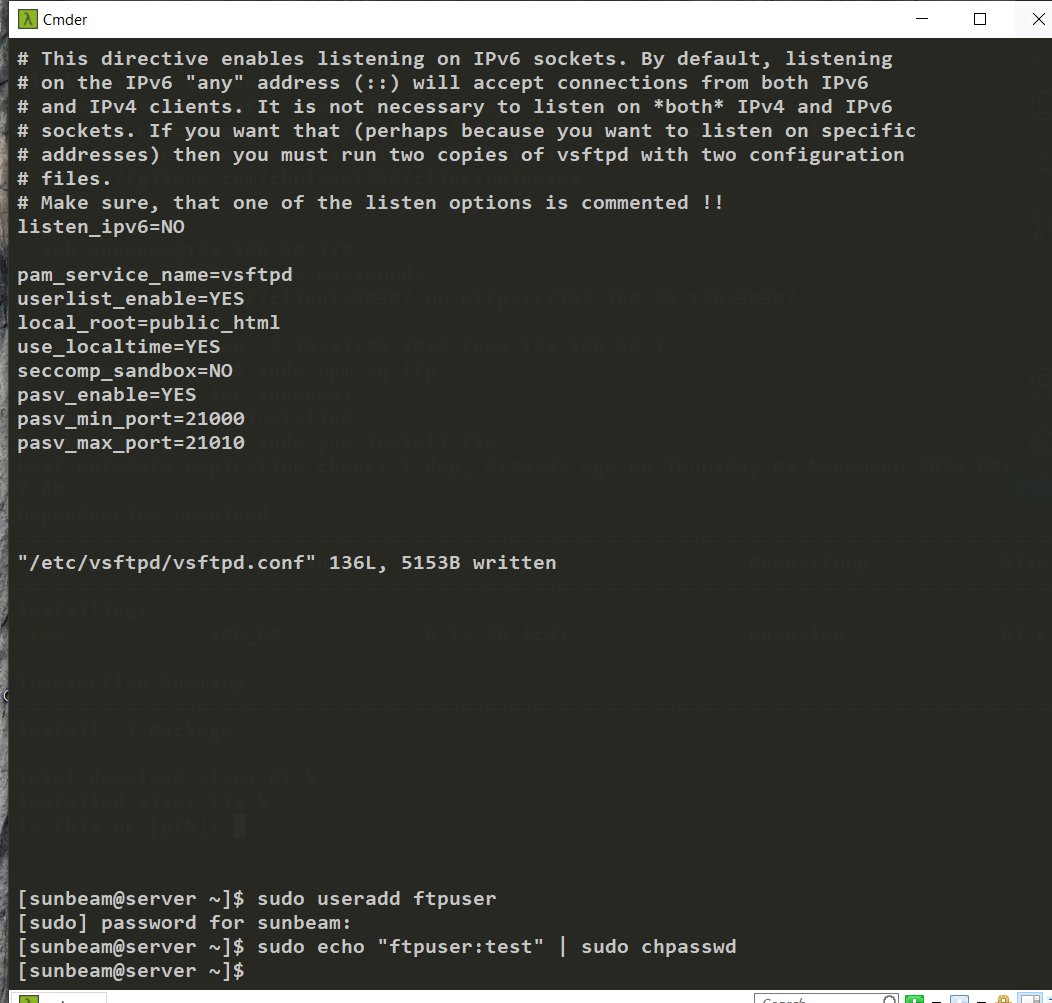 Cmder
# This directive enables listening on IPv6 sockets. By default, listening
# on the IPv6 "any" address (::) will accept connections from both IPv6
# and IPv4 clients. It is not necessary to listen on *both* IPv4 and IPv6
# sockets. If you want that (perhaps because you want to listen on specific
# addresses) then you must run two copies of vsftpd with two configuration
# files.
# Make sure, that one of the listen options is commented !!
listen_ipv6=NO
pam_service_name=vsftpd
userlist_enable=YES
local_root=public_html
use_localtime=YES
seccomp_sandbox=NO
pasv_enable=YES
pasv_min_port=21000
pasv_max_port=21010
"/etc/vsftpd/vsftpd.conf" 136L, 5153B written
[sunbeam@server ~]$ sudo useradd ftpuser
[sudo] password for sunbeam:
[sunbeam@server ~]$ sudo echo "ftpuser:test" | sudo chpasswd
[sunbeam@server ~]$
Search